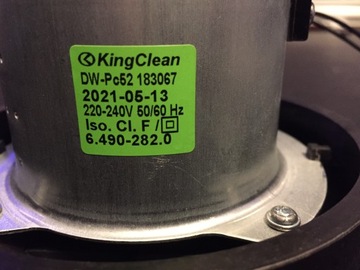 KingClean
DW-Pc52 183067
2021-05-13
220-240V 50/60 Hz
Iso. Cl. F /
6.490-282.0